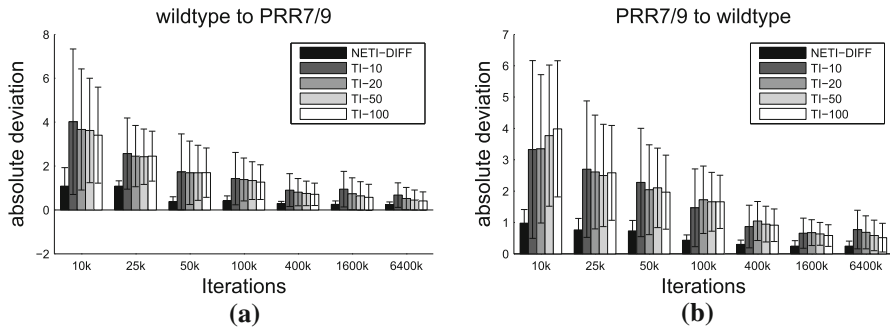 wildtype to PRR7/9
absolute deviation
8
6
4
2
0
−2
NETI−DIFF
TI−10
TI−20
TI−50
TI−100
10k 25k 50k 100k 400k 1600k 6400k
Iterations
(a)
PRR7/9 to wildtype
absolute deviation
7
6
5
4
3
2
1
0
NETI−DIFF
TI−10
TI−20
TI−50
TI−100
10k 25k 50k 100k 400k 1600k 6400k
Iterations
(b)